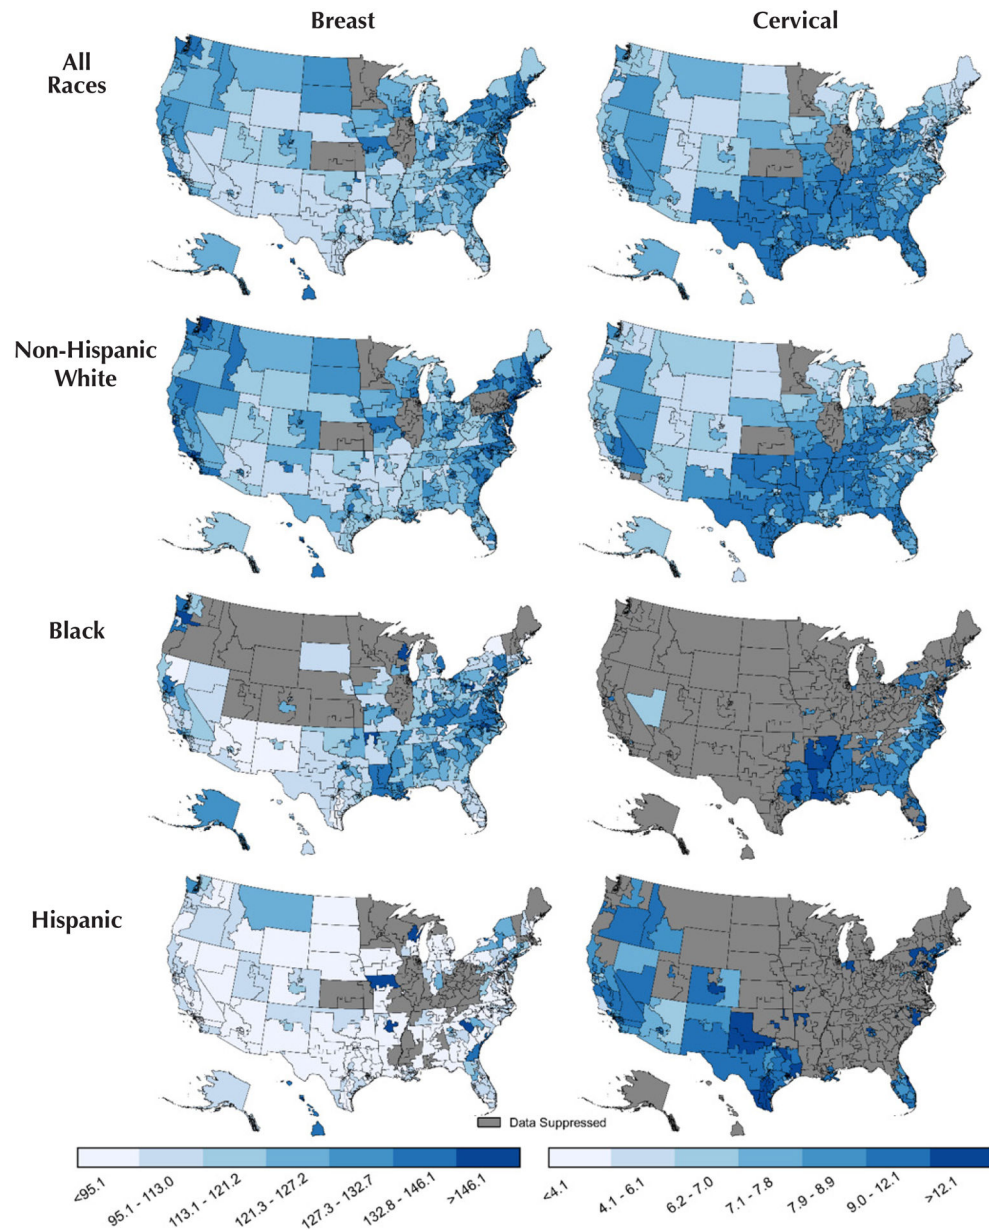 Breast
Cervical
All
Races
Non-Hispanic
White
Black
Hispanic
Data Suppressed
<95.1
95.1 - 113.0
113.1 - 121.2
121.3 - 127.2
127.3 - 132.7
132.8 - 146.1
>146.1
<4.1
4.1 - 6.1
6.2 - 7.0
7.1 - 7.8
7.9 - 8.9
9.0 - 12.1
>12.1